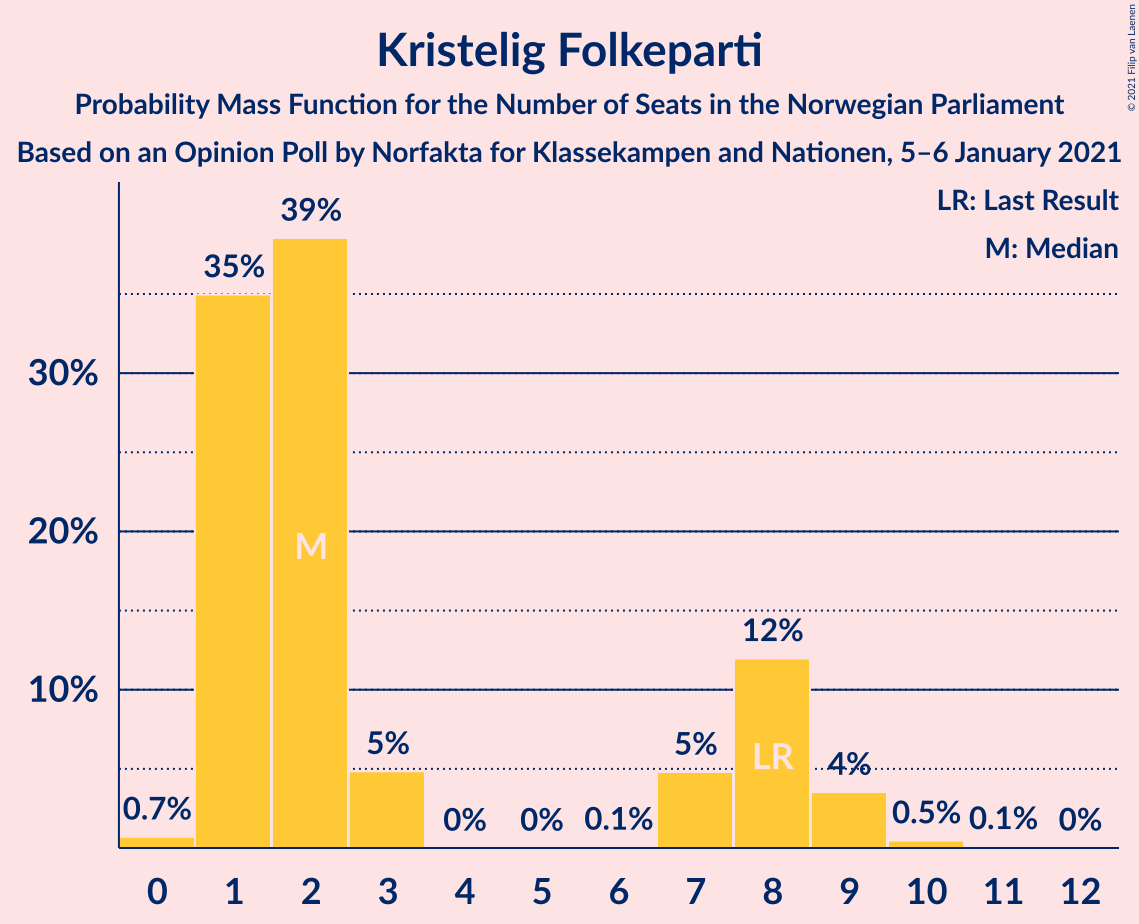 Kristelig Folkeparti
Probability Mass Function for the Number of Seats in the Norwegian Parliament
Based on an Opinion Poll by Norfakta for Klassekampen and Nationen, 5–6 January 2021
© 2021 Filip van Laenen
LR: Last Result
M: Median
39%
35%
30%
20%
M
12%
10%
5%
5%
LR
4%
0.7%
0%
0%
0.1%
0.5%
0.1%
0%
0 1 2 3 4 5 6 7 8 9 10 11 12